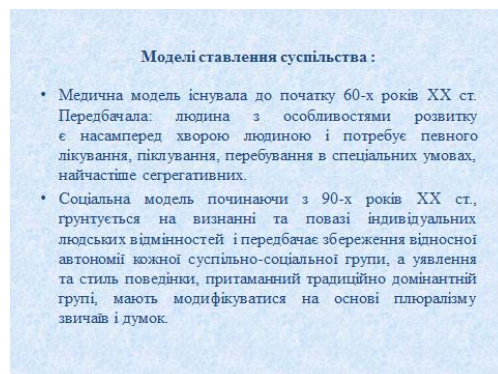 Моделі ставлення суспільства :
• Медична модель існувала до початку 60-х років ХХ ст.
Передбачала: людина з особливостями розвитку
є насамперед хворою людиною і потребує певного
лікування, піклування, перебування в спеціальних умовах,
найчастіше сегрегативних.
• Соціальна модель починаючи з 90-х років ХХ ст.,
ґрунтується на визнанні та повазі індивідуальних
людських відмінностей і передбачає збереження відносної
автономії кожної суспільно-соціальної групи, а уявлення
та стиль поведінки, притаманний традиційно домінантній
групі, мають модифікуватися на основі плюралізму
звичаїв і думок.